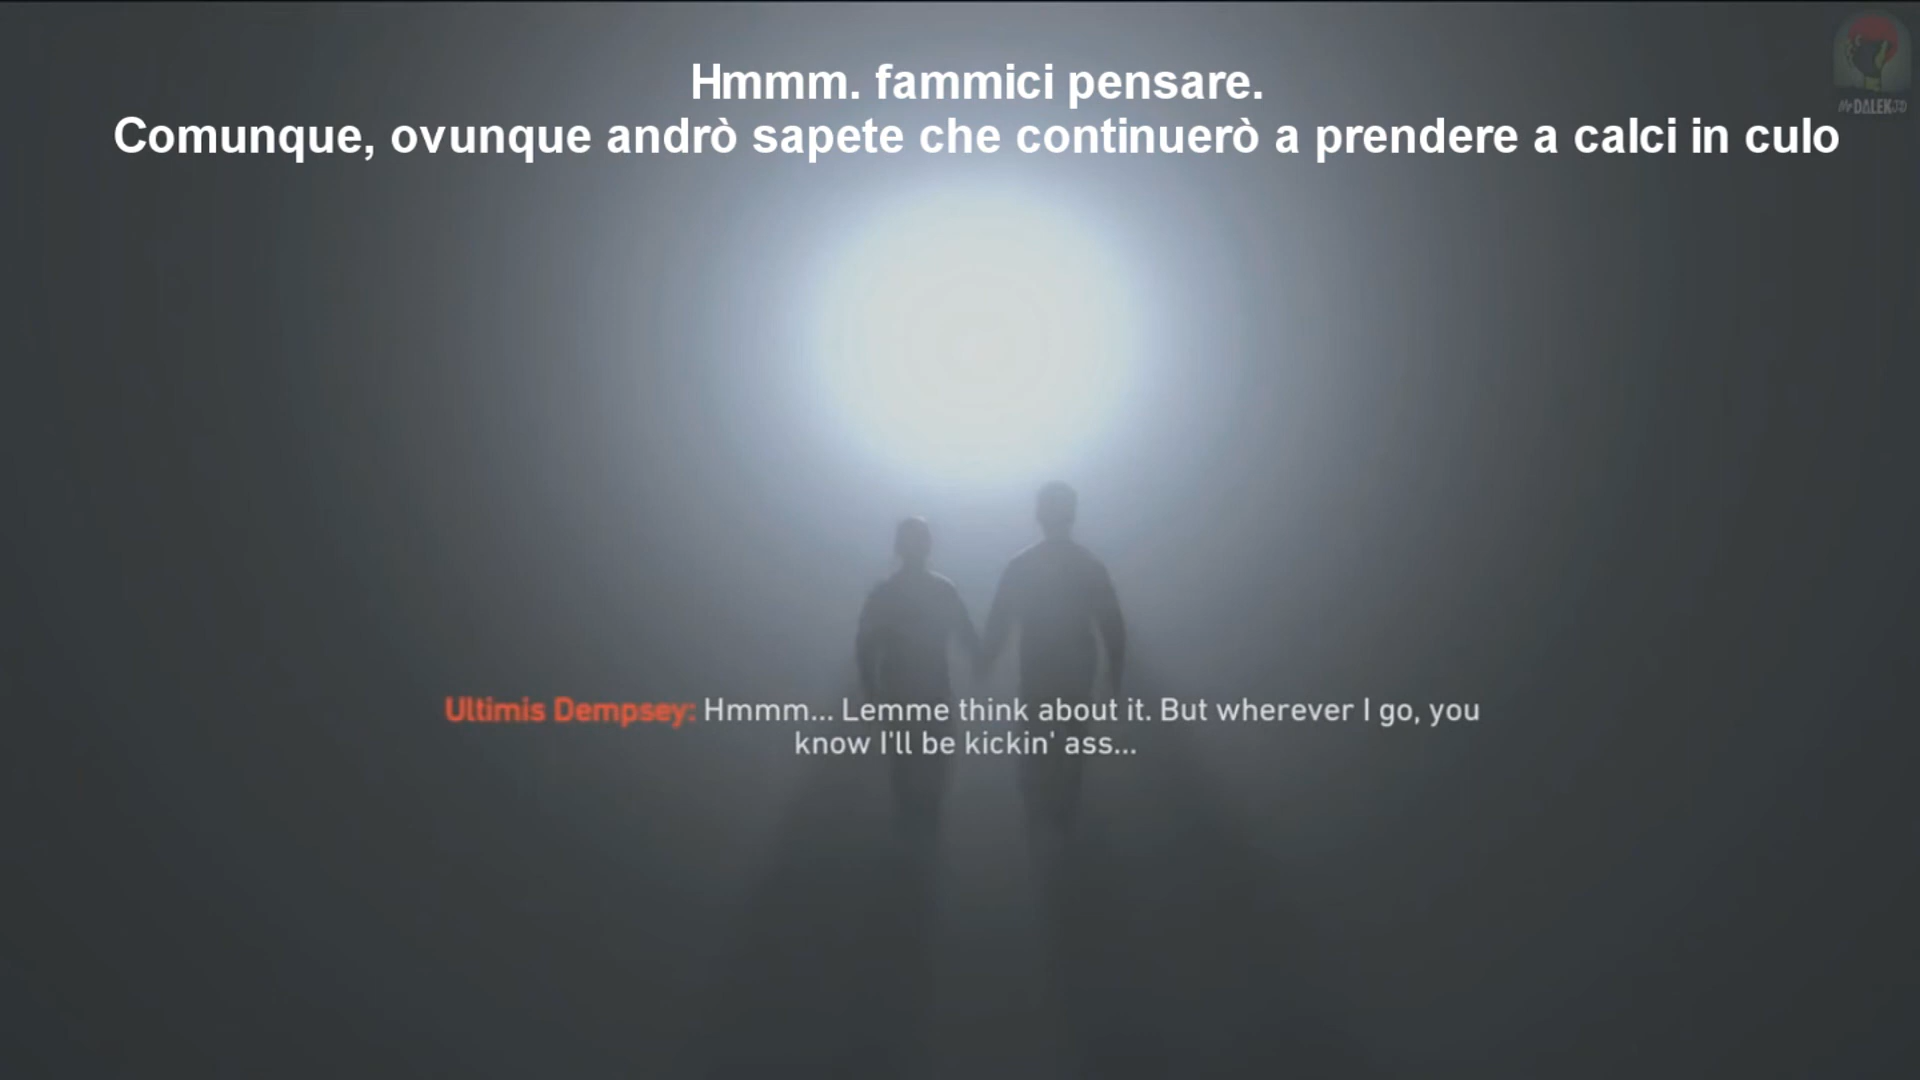 Hmmm. fammici pensare.
Comunque, ovunque andrò sapete che continuerò a prendere a calci in culo
MrDALEKJD
Ultimis Dempsey: Hmmm... Lemme think about it. But wherever I go, you
know I'll be kickin' ass...